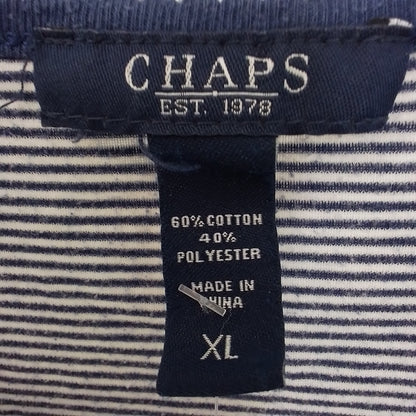 CHAPS
EST. 1978
60% COTTON
40%
POLYESTER
MADE IN
CHINA
XL